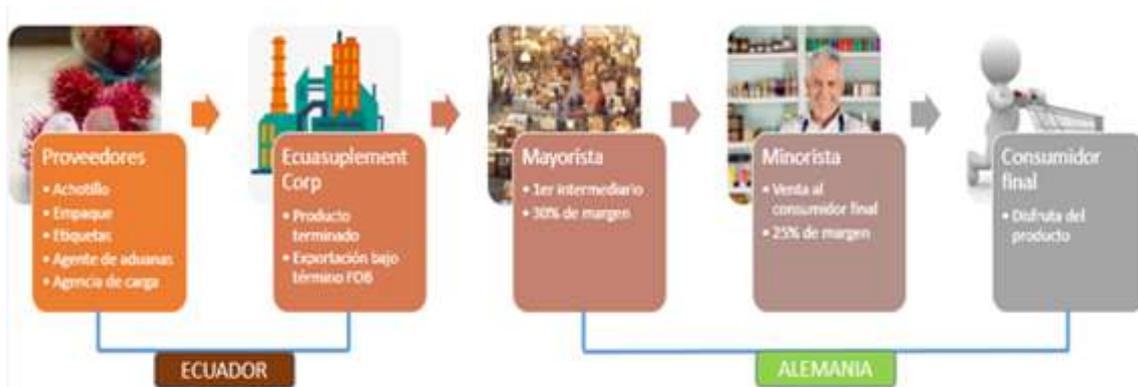 Proveedores
• Achotillo
• Empaque
• Etiquetas
• Agente de aduanas
• Agencia de carga
Ecuasuplement
Corp
• Producto
terminado
• Exportación bajo
término FOB
Mayorista
• 1er intermediario
• 30% de margen
Minorista
• Venta al
consumidor final
• 25% de margen
Consumidor
final
• Disfruta del
producto
ECUADOR
ALEMANIA